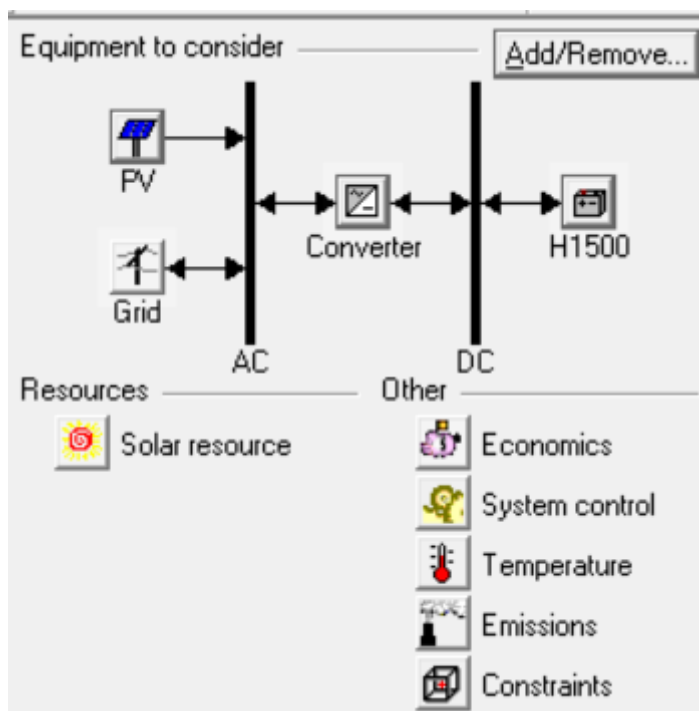 Equipment to consider
Add/Remove...
PV
Converter
H1500
Grid
AC
DC
Resources
Other
Solar resource
Economics
System control
Temperature
Emissions
Constraints